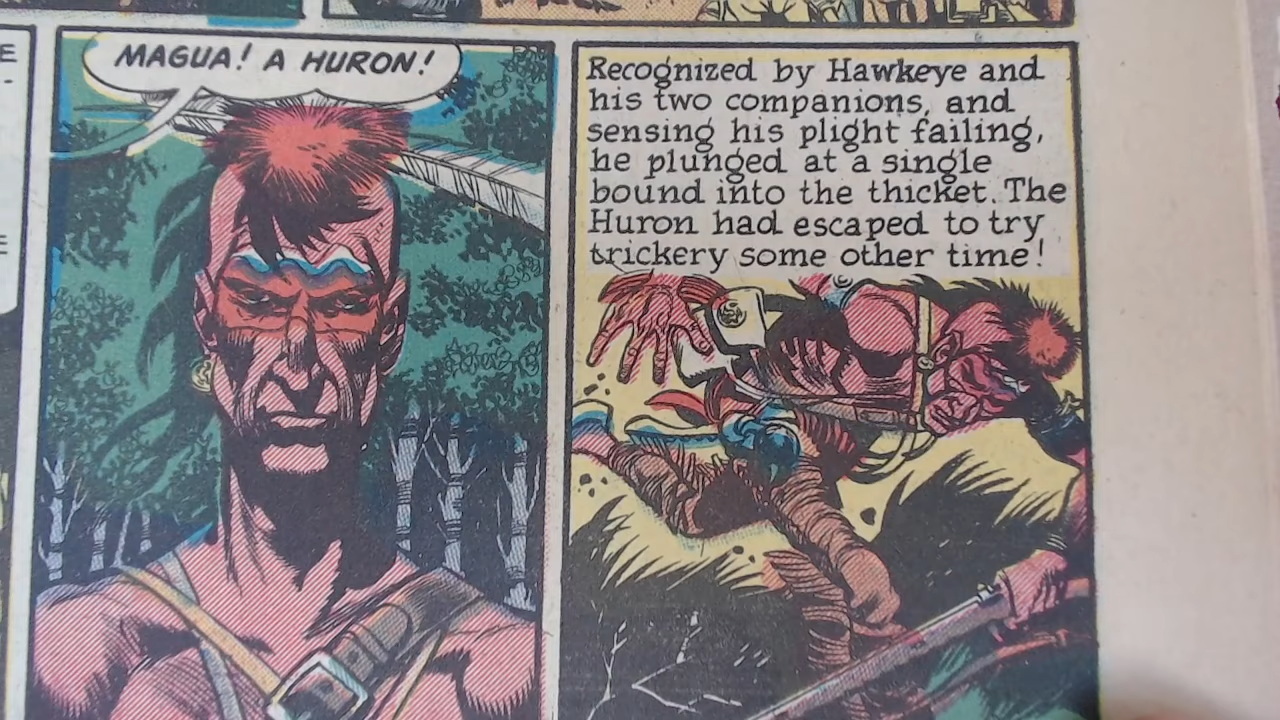 MAGUA! A HURON!
Recognized by Hawkeye and
his two companions, and
sensing his plight failing,
he plunged at a single
bound into the thicket. The
Huron had escaped to try
trickery some other time!